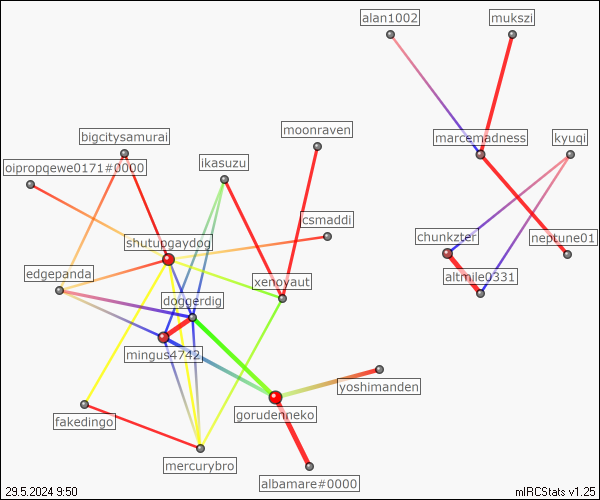 alan1002
mukszi
moonraven
bigcitysamurai
marcemadness
kyuqi
ikasuzu
oipropqewe0171#0000
csmaddi
shutupgaydog
chunkzter
neptune01
edgepanda
xenoyaut
altmile0331
doggerdig
mingus4742
yoshimanden
gorudenneko
fakedingo
mercurybro
albamare#0000
29.5.2024 9:50
mIRCStats v1.25